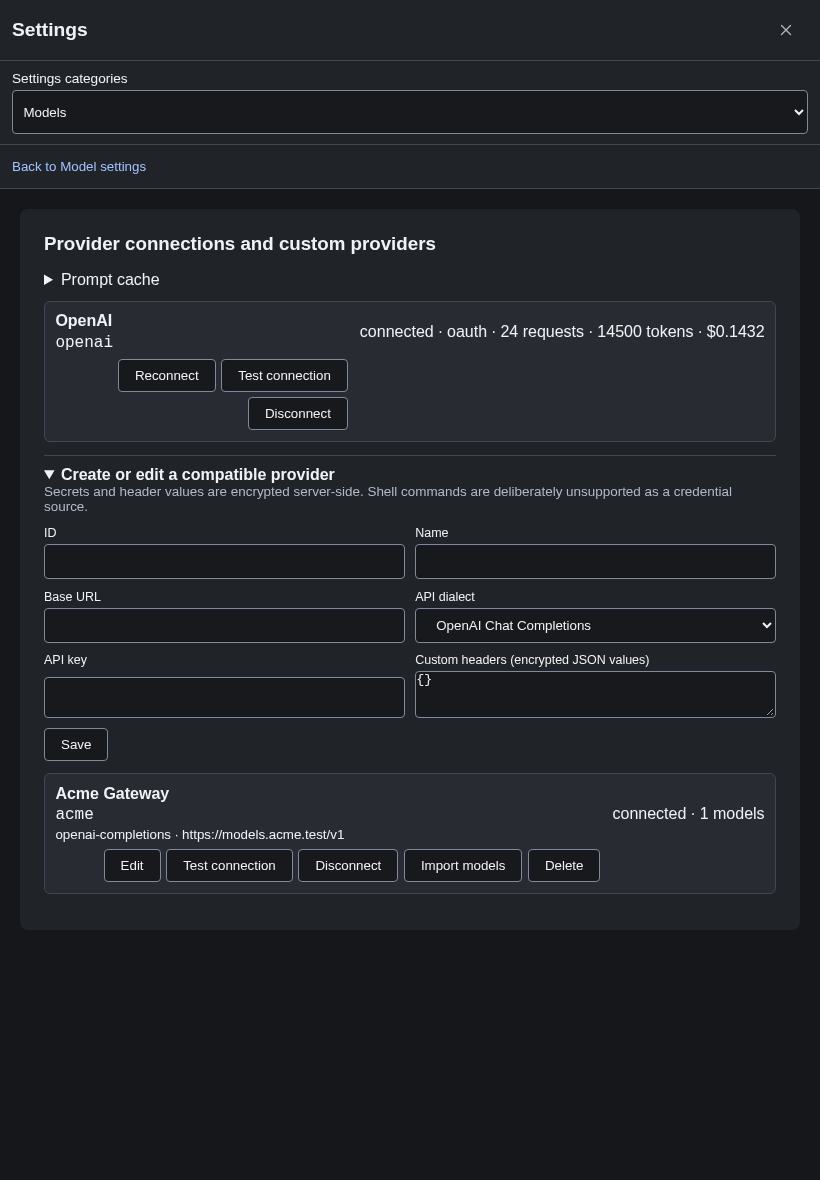 Settings
Settings categories
Models
Back to Model settings
Provider connections and custom providers
Prompt cache
OpenAI
openai
connected · oauth · 24 requests · 14500 tokens · $0.1432
Reconnect
Test connection
Disconnect
Create or edit a compatible provider
Secrets and header values are encrypted server-side. Shell commands are deliberately unsupported as a credential
source.
ID
Name
Base URL
API dialect
OpenAI Chat Completions
API key
Custom headers (encrypted JSON values)
{}
Save
Acme Gateway
acme
openai-completions · https://models.acme.test/v1
connected · 1 models
Edit
Test connection
Disconnect
Import models
Delete